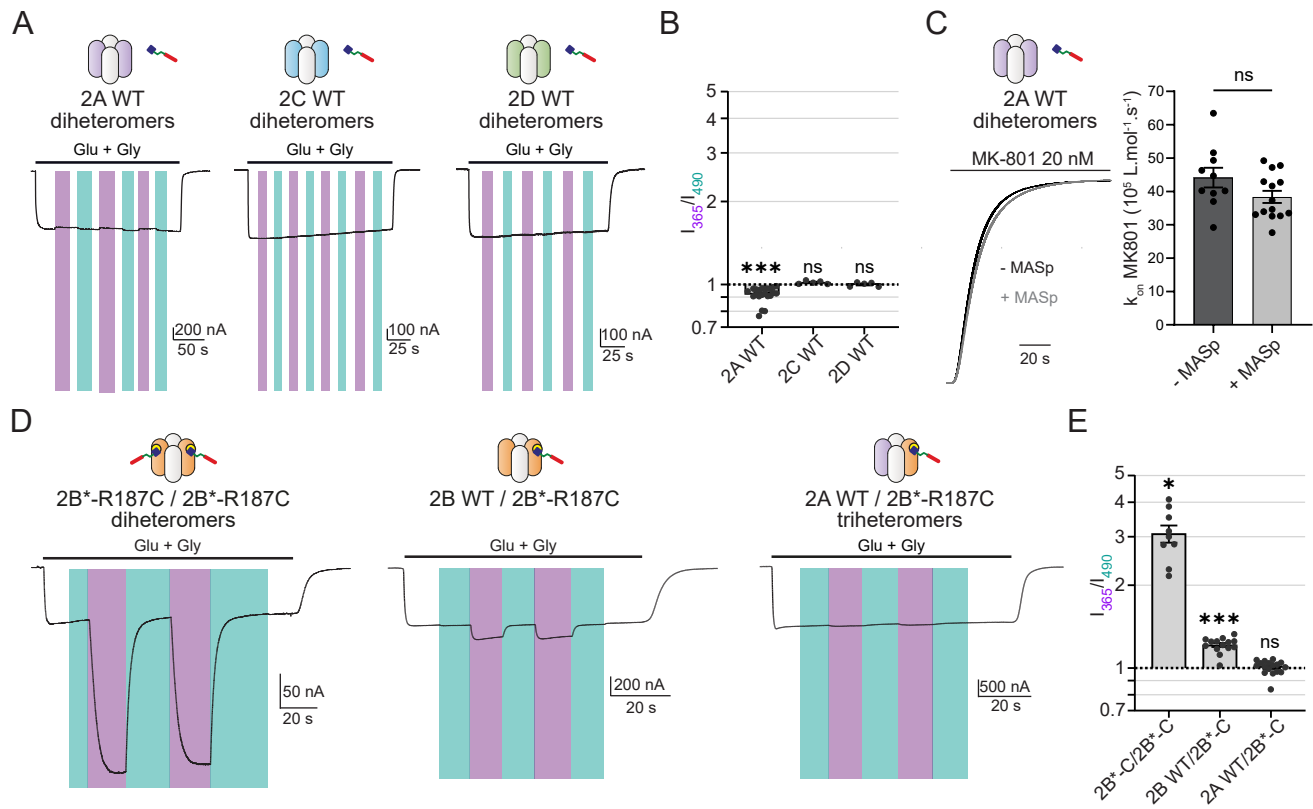 A
2A WT
diheteromers
Glu + Gly
200 nA
50 s
2C WT
diheteromers
Glu + Gly
100 nA
25 s
2D WT
diheteromers
Glu + Gly
100 nA
25 s
B
I365/I490
5
4
3
2
1
0.7
***
ns
ns
2A WT
2C WT
2D WT
C
2A WT
diheteromers
MK-801 20 nM
- MASp
+ MASp
20 s
kon MK801 (10⁵ L.mol⁻¹.s⁻¹)
70
60
50
40
30
20
10
0
ns
- MASp
+ MASp
D
2B*-R187C / 2B*-R187C
diheteromers
Glu + Gly
50 nA
20 s
2B WT / 2B*-R187C
Glu + Gly
200 nA
20 s
2A WT / 2B*-R187C
triheteromers
Glu + Gly
500 nA
20 s
E
I365/I490
5
4
3
2
1
0.7
*
***
ns
2B*-C/2B*-C
2B WT/2B*-C
2A WT/2B*-C